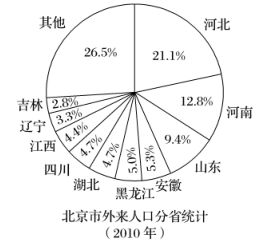 其他
河北
26.5%
21.1%
吉林
2.8%
12.8%
河南
辽宁
3.3%
江西
4.4%
9.4%
山东
四川
4.7%
4.7%
5.0%
5.3%
湖北
安徽
黑龙江
北京市外来人口分省统计
（2010 年）